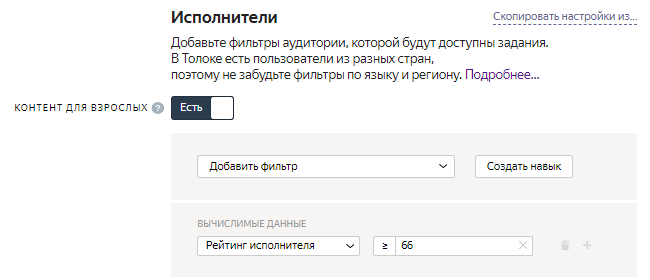 Исполнители
Скопировать настройки из...
Добавьте фильтры аудитории, которой будут доступны задания.
В Толоке есть пользователи из разных стран,
поэтому не забудьте фильтры по языку и региону. Подробнее...
КОНТЕНТ ДЛЯ ВЗРОСЛЫХ ?
Есть
Добавить фильтр
Создать навык
ВЫЧИСЛИМЫЕ ДАННЫЕ
Рейтинг исполнителя ≥ 66